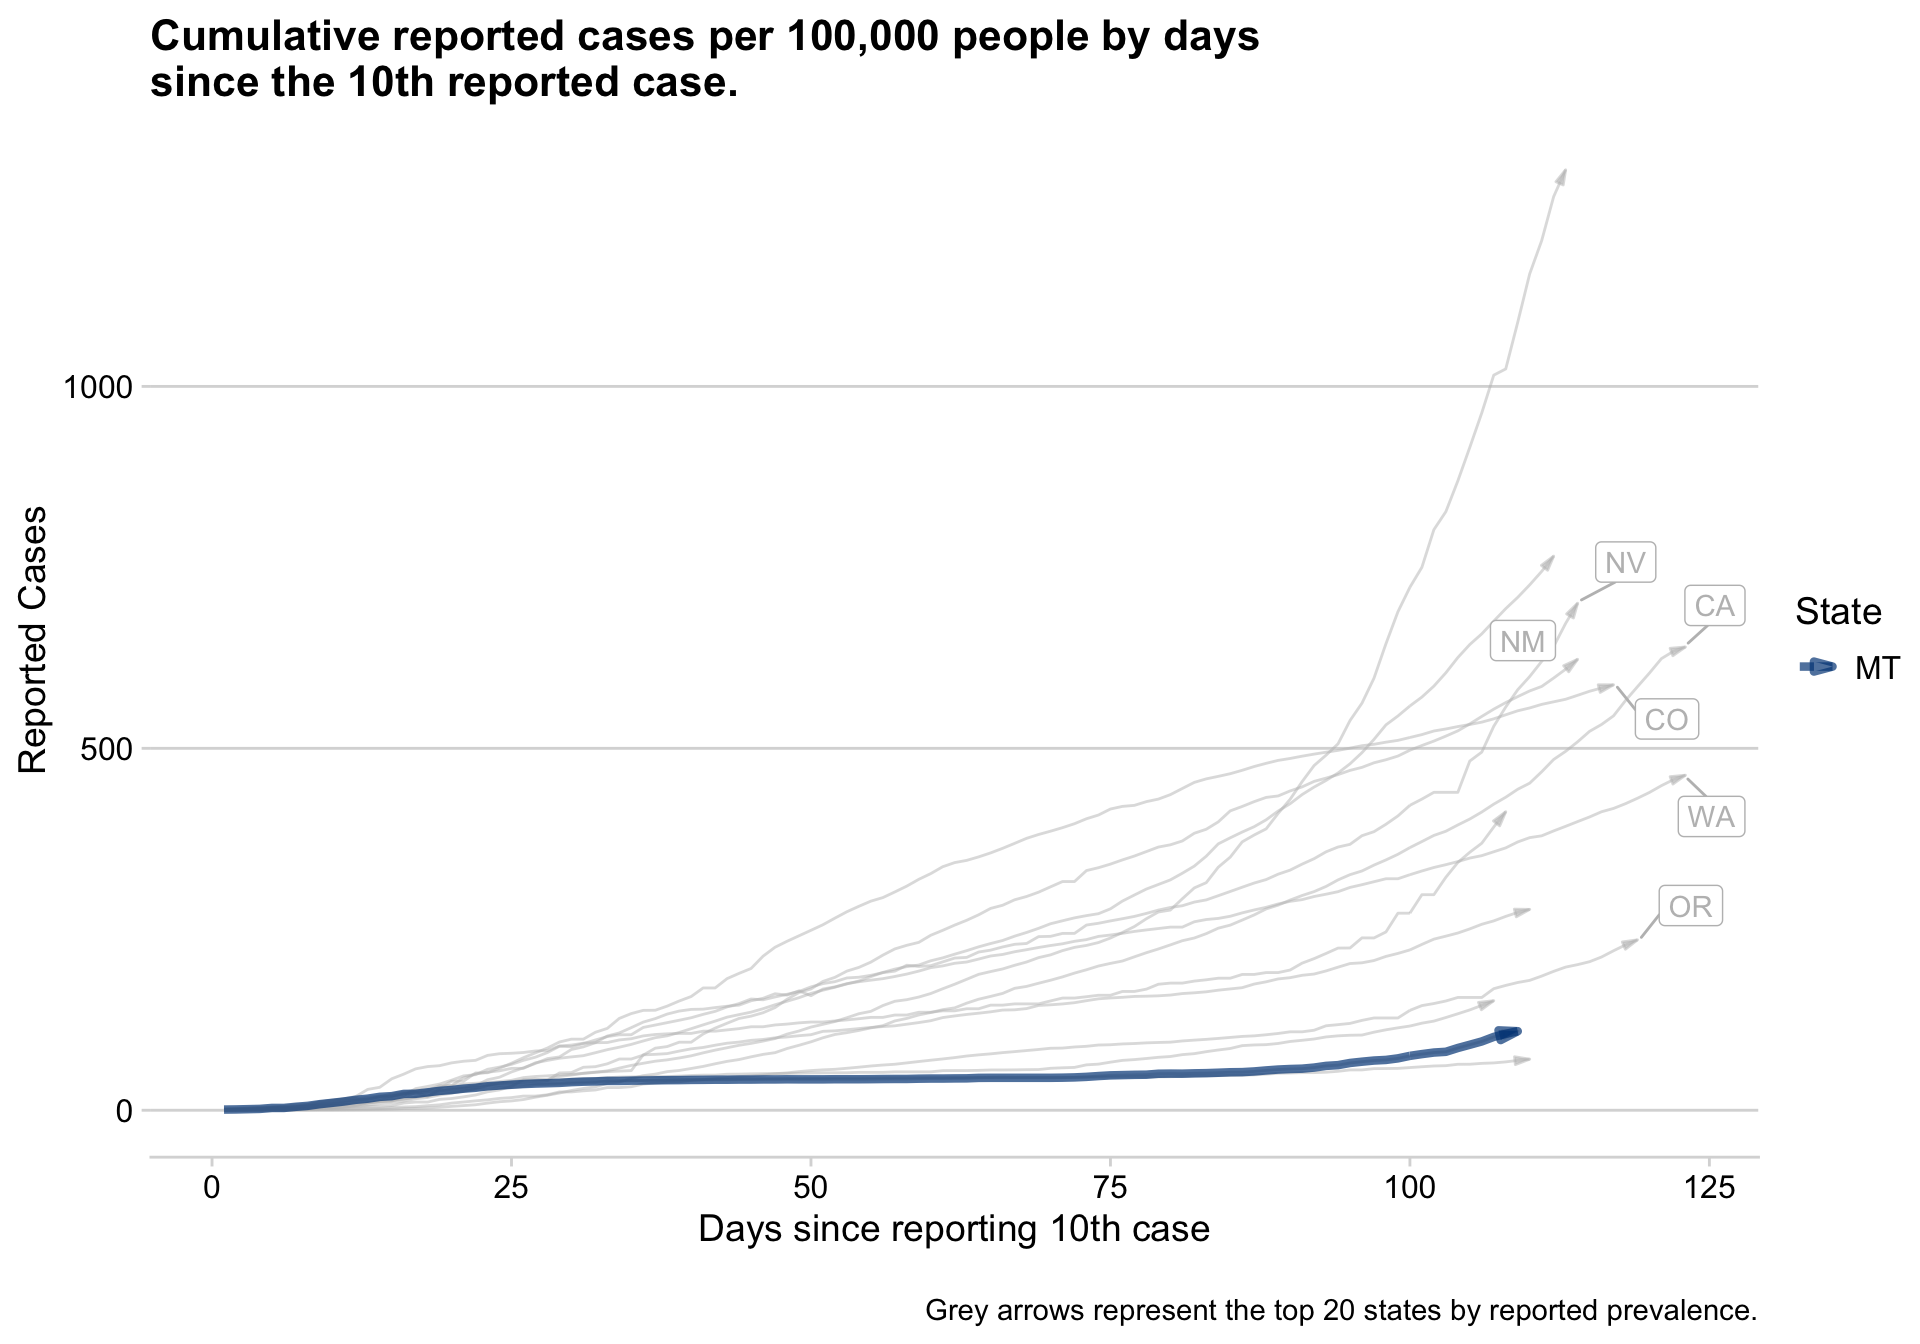 Cumulative reported cases per 100,000 people by days
since the 10th reported case.
Reported Cases
1000
500
0
NV
CA
NM
CO
WA
OR
State
MT
0 25 50 75 100 125
Days since reporting 10th case
Grey arrows represent the top 20 states by reported prevalence.